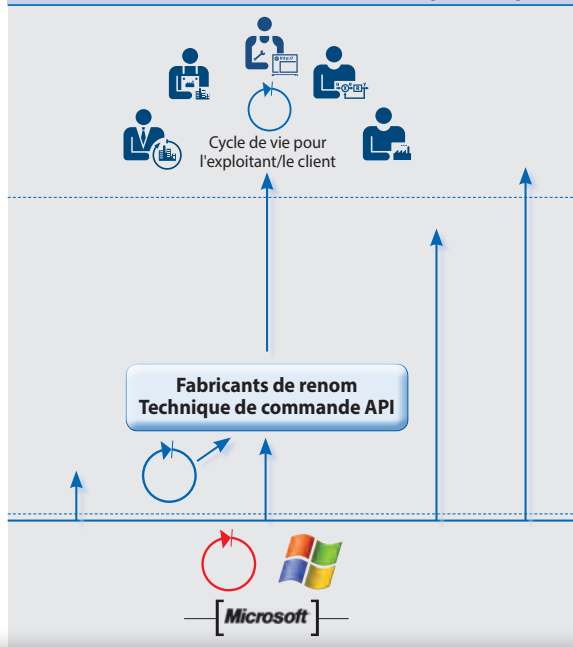 Cycle de vie pour
l'exploitant/le client
Fabricants de renom
Technique de commande API
Microsoft